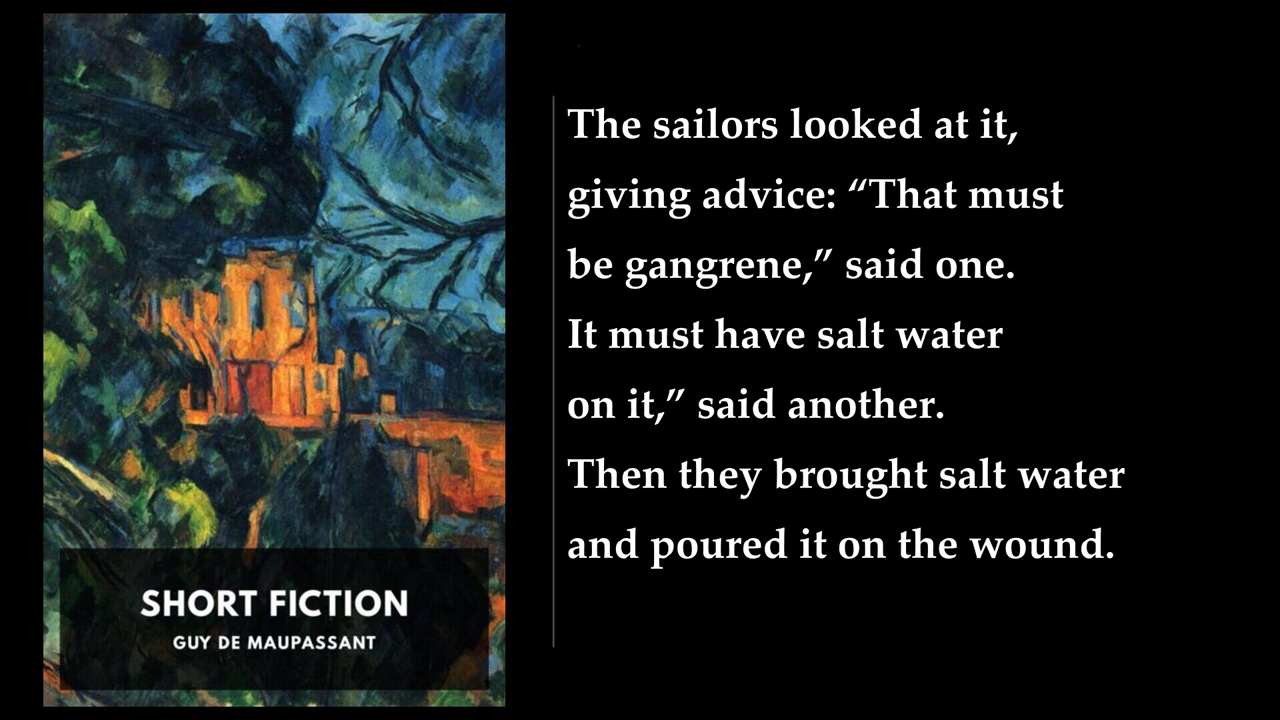 The sailors looked at it,
giving advice: “That must
be gangrene,” said one.
It must have salt water
on it,” said another.
Then they brought salt water
and poured it on the wound.
SHORT FICTION
GUY DE MAUPASSANT